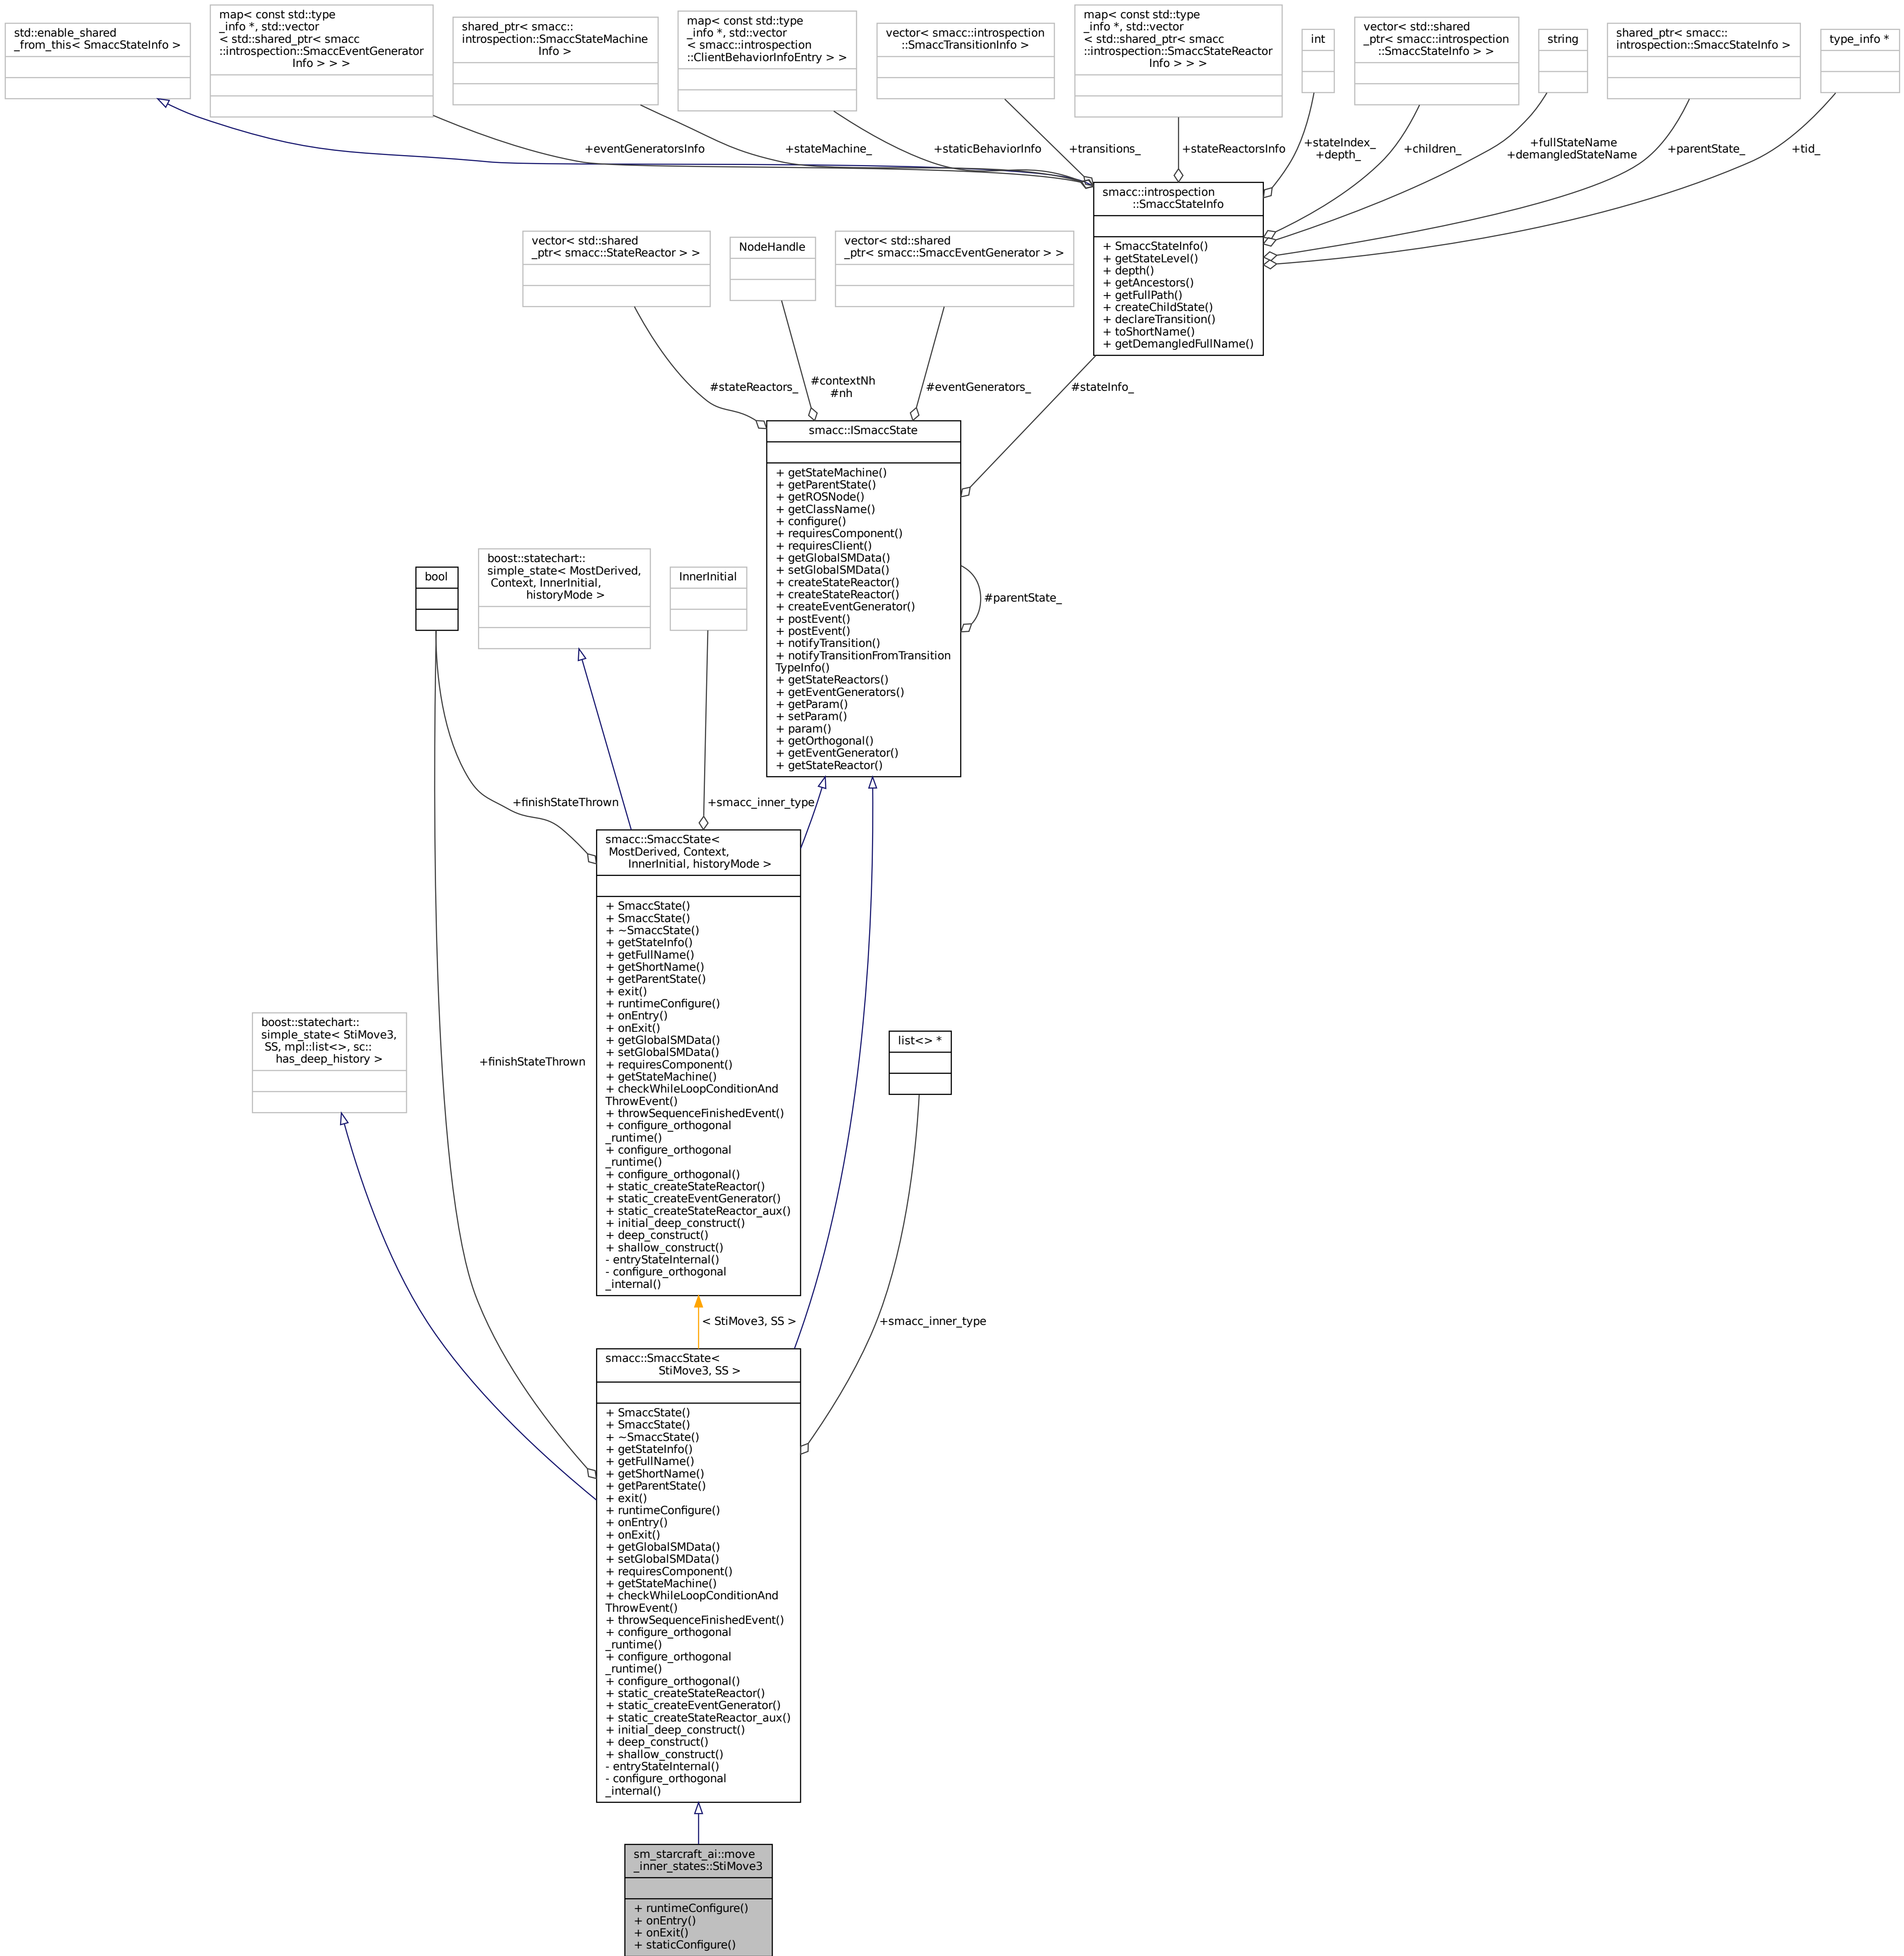 std::enable_shared
_from_this< SmaccStateInfo >
map< const std::type
_info *, std::vector
< std::shared_ptr< smacc
::introspection::SmaccEventGenerator
Info > > >
shared_ptr< smacc::
introspection::SmaccStateMachine
Info >
map< const std::type
_info *, std::vector
< smacc::introspection
::ClientBehaviorInfoEntry > >
vector< smacc::introspection
::SmaccTransitionInfo >
map< const std::type
_info *, std::vector
< std::shared_ptr< smacc
::introspection::SmaccStateReactor
Info > > >
int
vector< std::shared
_ptr< smacc::introspection
::SmaccStateInfo > >
string
shared_ptr< smacc::
introspection::SmaccStateInfo >
type_info *
+eventGeneratorsInfo
+stateMachine_
+staticBehaviorInfo
+transitions_
+stateReactorsInfo
+stateIndex_
+depth_
+children_
+fullStateName
+demangledStateName
+parentState_
+tid_
smacc::introspection
::SmaccStateInfo
+ SmaccStateInfo()
+ getStateLevel()
+ depth()
+ getAncestors()
+ getFullPath()
+ createChildState()
+ declareTransition()
+ toShortName()
+ getDemangledFullName()
vector< std::shared
_ptr< smacc::StateReactor > >
NodeHandle
vector< std::shared
_ptr< smacc::SmaccEventGenerator > >
#stateReactors_
#contextNh
#nh
#eventGenerators_
#stateInfo_
smacc::ISmaccState
+ getStateMachine()
+ getParentState()
+ getROSNode()
+ getClassName()
+ configure()
+ requiresComponent()
+ requiresClient()
+ getGlobalSMData()
+ setGlobalSMData()
+ createStateReactor()
+ createStateReactor()
+ createEventGenerator()
+ postEvent()
+ postEvent()
+ notifyTransition()
+ notifyTransitionFromTransition
TypeInfo()
+ getStateReactors()
+ getEventGenerators()
+ getParam()
+ setParam()
+ param()
+ getOrthogonal()
+ getEventGenerator()
+ getStateReactor()
#parentState_
bool
boost::statechart::
simple_state< MostDerived,
Context, InnerInitial,
historyMode >
InnerInitial
+finishStateThrown
+smacc_inner_type
smacc::SmaccState<
MostDerived, Context,
InnerInitial, historyMode >
+ SmaccState()
+ SmaccState()
+ ~SmaccState()
+ getStateInfo()
+ getFullName()
+ getShortName()
+ getParentState()
+ exit()
+ runtimeConfigure()
+ onEntry()
+ onExit()
+ getGlobalSMData()
+ setGlobalSMData()
+ requiresComponent()
+ getStateMachine()
+ checkWhileLoopConditionAnd
ThrowEvent()
+ throwSequenceFinishedEvent()
+ configure_orthogonal
_runtime()
+ configure_orthogonal
_runtime()
+ configure_orthogonal()
+ static_createStateReactor()
+ static_createEventGenerator()
+ static_createStateReactor_aux()
+ initial_deep_construct()
+ deep_construct()
+ shallow_construct()
- entryStateInternal()
- configure_orthogonal
_internal()
boost::statechart::
simple_state< StiMove3,
SS, mpl::list<>, sc::
has_deep_history >
+finishStateThrown
list<> *
< StiMove3, SS >
+smacc_inner_type
smacc::SmaccState<
StiMove3, SS >
+ SmaccState()
+ SmaccState()
+ ~SmaccState()
+ getStateInfo()
+ getFullName()
+ getShortName()
+ getParentState()
+ exit()
+ runtimeConfigure()
+ onEntry()
+ onExit()
+ getGlobalSMData()
+ setGlobalSMData()
+ requiresComponent()
+ getStateMachine()
+ checkWhileLoopConditionAnd
ThrowEvent()
+ throwSequenceFinishedEvent()
+ configure_orthogonal
_runtime()
+ configure_orthogonal
_runtime()
+ configure_orthogonal()
+ static_createStateReactor()
+ static_createEventGenerator()
+ static_createStateReactor_aux()
+ initial_deep_construct()
+ deep_construct()
+ shallow_construct()
- entryStateInternal()
- configure_orthogonal
_internal()
sm_starcraft_ai::move
_inner_states::StiMove3
+ runtimeConfigure()
+ onEntry()
+ onExit()
+ staticConfigure()